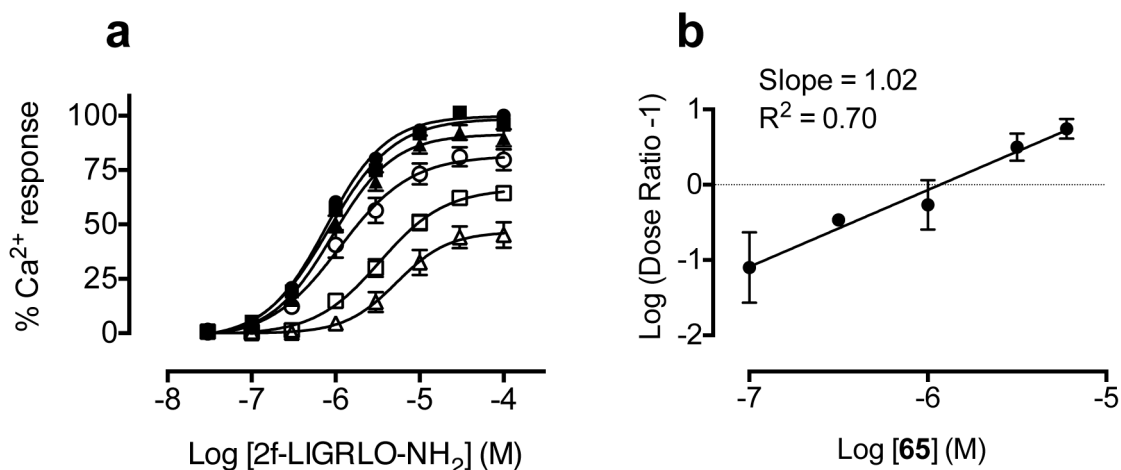 a
% Ca²⁺ response
100
75
50
25
0
-8 -7 -6 -5 -4
Log [2f-LIGRLO-NH₂] (M)
b
Slope = 1.02
R² = 0.70
Log (Dose Ratio -1)
1
0
-1
-2
-7 -6 -5
Log [65] (M)